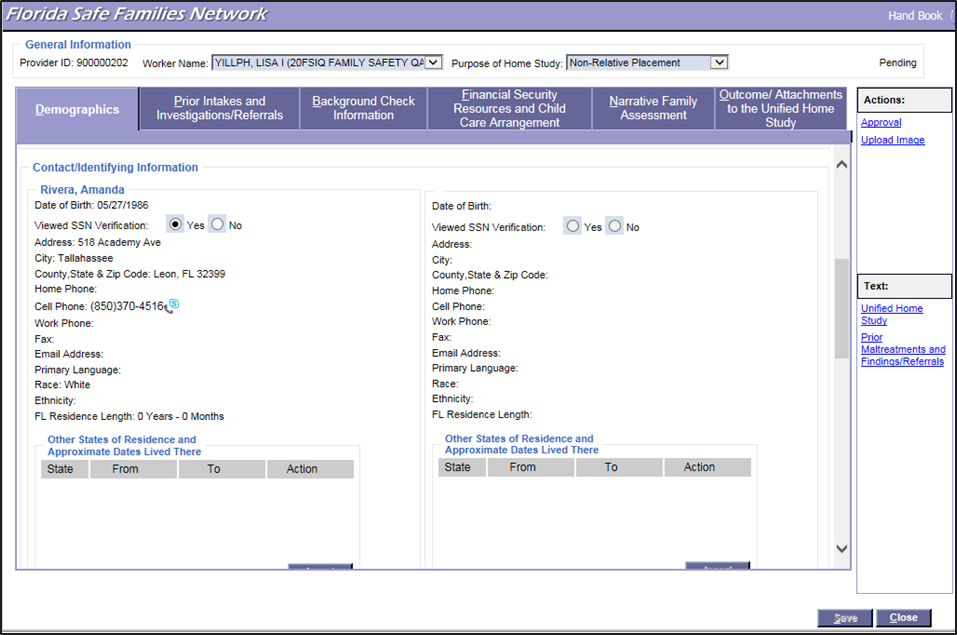 Florida Safe Families Network
Hand Book
General Information
Provider ID: 900000202 Worker Name: YILLPH, LISA I (20FSIQ FAMILY SAFETY QA Purpose of Home Study: Non-Relative Placement Pending
Demographics
Prior Intakes and
Investigations/Referrals
Background Check
Information
Financial Security
Resources and Child
Care Arrangement
Narrative Family
Assessment
Outcome/ Attachments
to the Unified Home
Study
Actions:
Approval
Upload Image
Contact/Identifying Information
Rivera, Amanda
Date of Birth: 05/27/1986
Viewed SSN Verification: Yes No
Address: 518 Academy Ave
City: Tallahassee
County,State & Zip Code: Leon, FL 32399
Home Phone:
Cell Phone: (850)370-4516
Work Phone:
Fax:
Email Address:
Primary Language:
Race: White
Ethnicity:
FL Residence Length: 0 Years - 0 Months
Other States of Residence and
Approximate Dates Lived There
State From To Action
Date of Birth:
Viewed SSN Verification: Yes No
Address:
City:
County,State & Zip Code:
Home Phone:
Cell Phone:
Work Phone:
Fax:
Email Address:
Primary Language:
Race:
Ethnicity:
FL Residence Length:
Other States of Residence and
Approximate Dates Lived There
State From To Action
Text:
Unified Home
Study
Prior
Maltreatments and
Findings/Referrals
Save Close